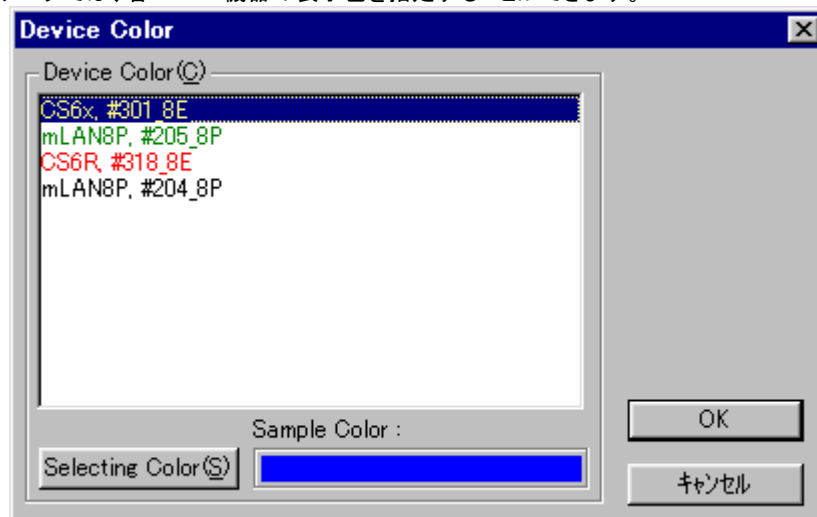 Device Color
Device Color(C)
CS6x, #301_8E
mLAN8P, #205_8P
CS6R, #318_8E
mLAN8P, #204_8P
Sample Color :
Selecting Color(S)
OK
キャンセル